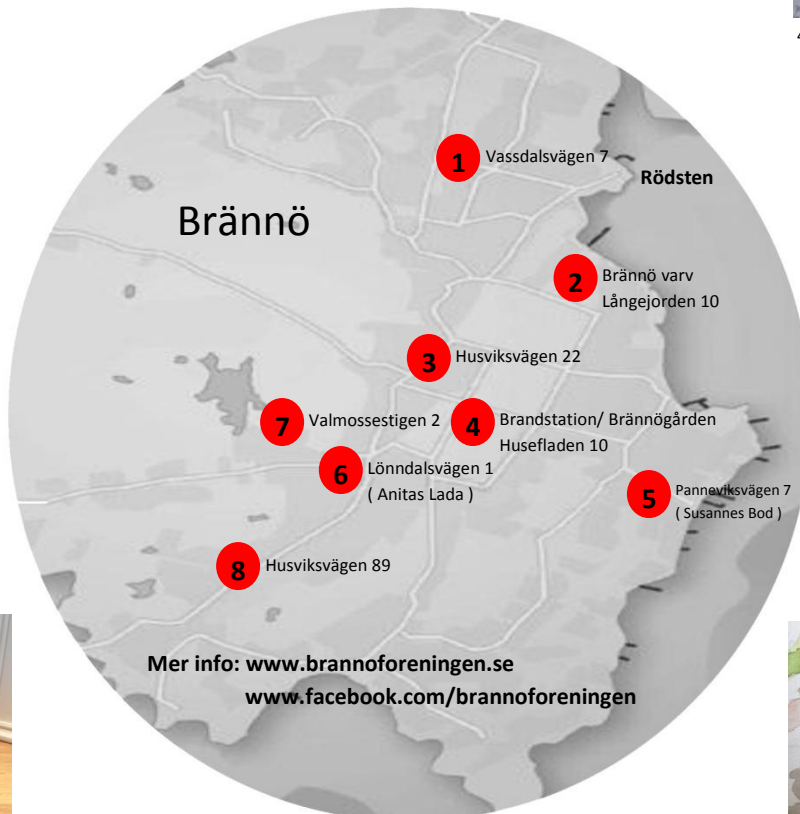 1 Vassdalsvägen 7
Rödsten
Brännö
2 Brännö varv
Långejorden 10
3 Husviksvägen 22
7 Valmossestigen 2
4 Brandstation/ Brännögården
Husefladen 10
6 Lönndalsvägen 1
( Anitas Lada )
5 Panneviksvägen 7
( Susannes Bod )
8 Husviksvägen 89
Mer info: www.brannoforeningen.se
www.facebook.com/brannoforeningen